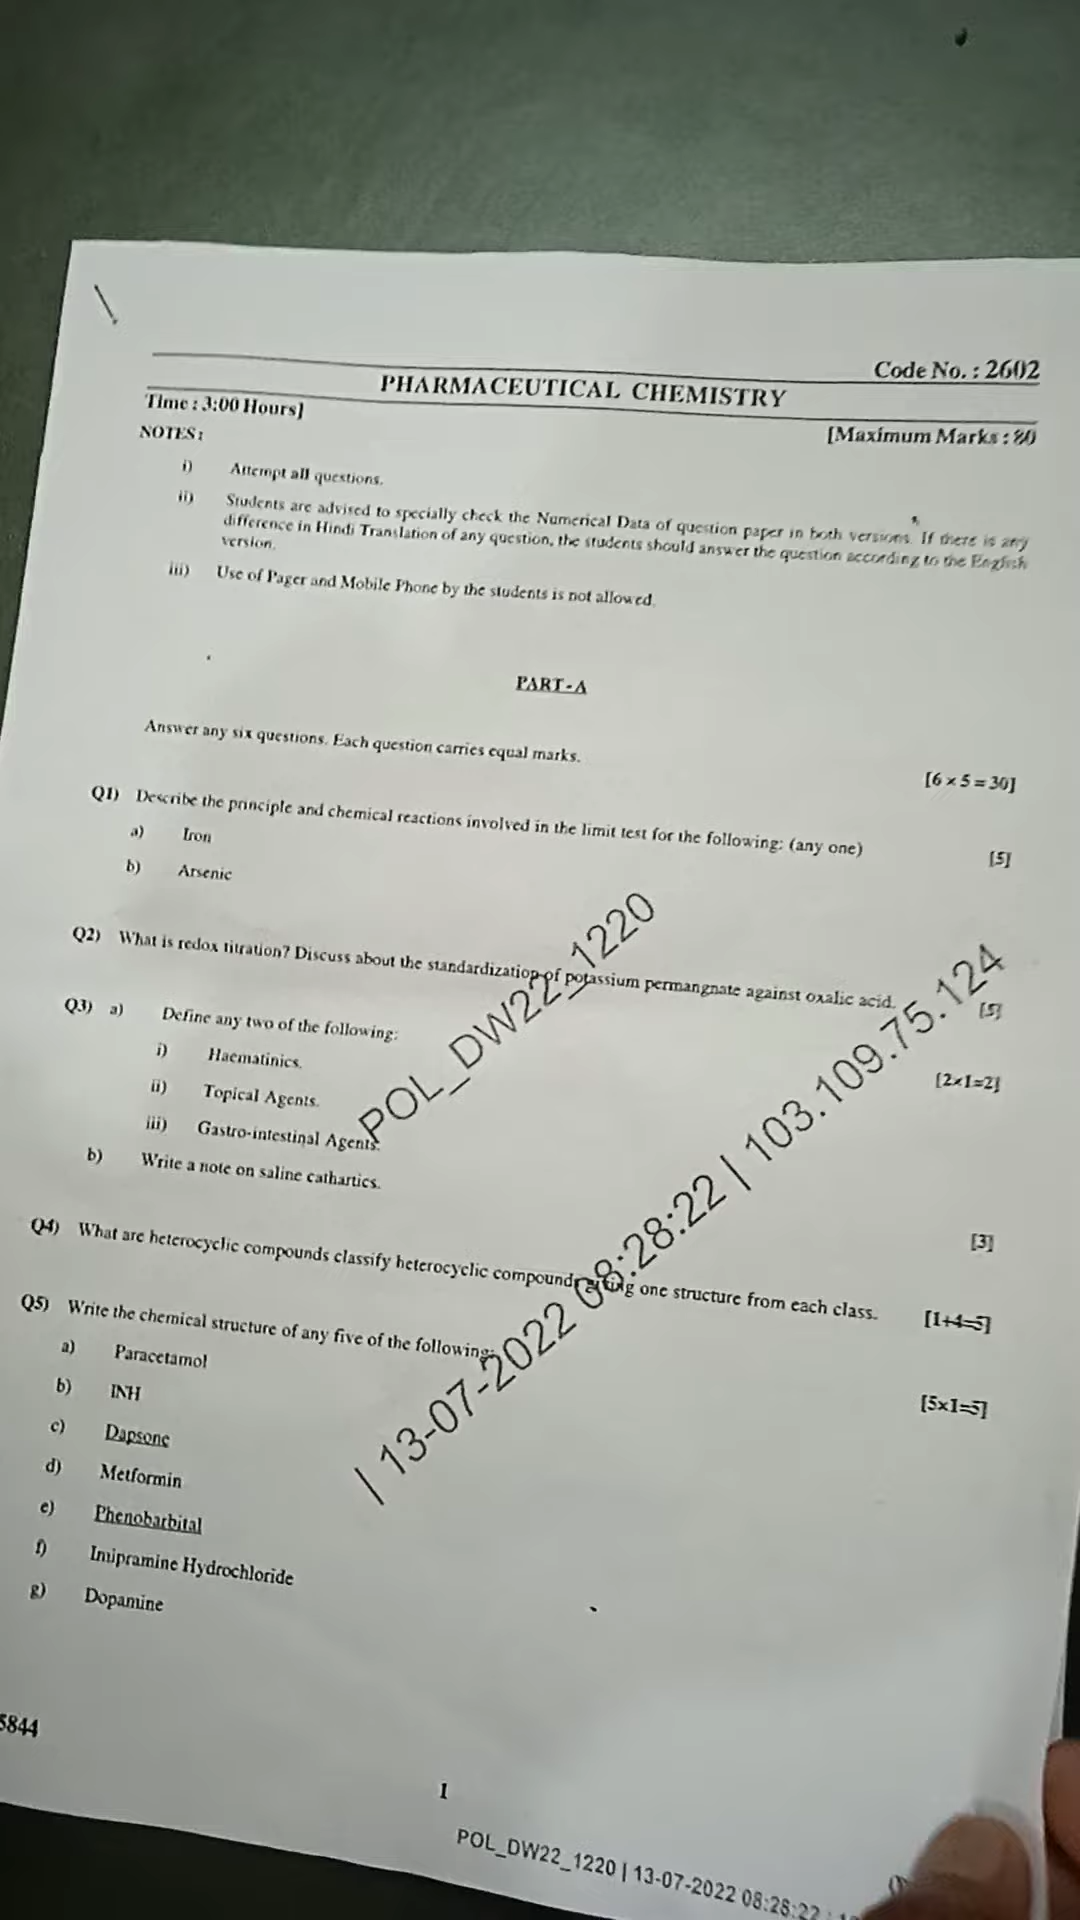 Code No. : 2602
PHARMACEUTICAL CHEMISTRY
Time : 3:00 Hours]
[Maximum Marks : 80
NOTES :
i) Attempt all questions.
ii) Students are advised to specially check the Numerical Data of question paper in both versions. If there is any
difference in Hindi Translation of any question, the students should answer the question according to the English
version.
iii) Use of Pager and Mobile Phone by the students is not allowed.
PART - A
Answer any six questions. Each question carries equal marks.
[6 × 5 = 30]
Q1) Describe the principle and chemical reactions involved in the limit test for the following: (any one)
[5]
a) Iron
b) Arsenic
Q2) What is redox titration? Discuss about the standardization of potassium permangnate against oxalic acid.
[5]
Q3) a) Define any two of the following:
[2×1=2]
i) Haematinics.
ii) Topical Agents.
iii) Gastro-intestinal Agents.
b) Write a note on saline cathartics.
[3]
Q4) What are heterocyclic compounds classify heterocyclic compounds one structure from each class.
[1+4=5]
Q5) Write the chemical structure of any five of the following:
[5×1=5]
a) Paracetamol
b) INH
c) Dapsone
d) Metformin
e) Phenobarbital
f) Imipramine Hydrochloride
g) Dopamine
5844
1
POL_DW22_1220
| 13-07-2022 08:28:22 | 103.109.75.124
POL_DW22_1220 | 13-07-2022 08:28:22